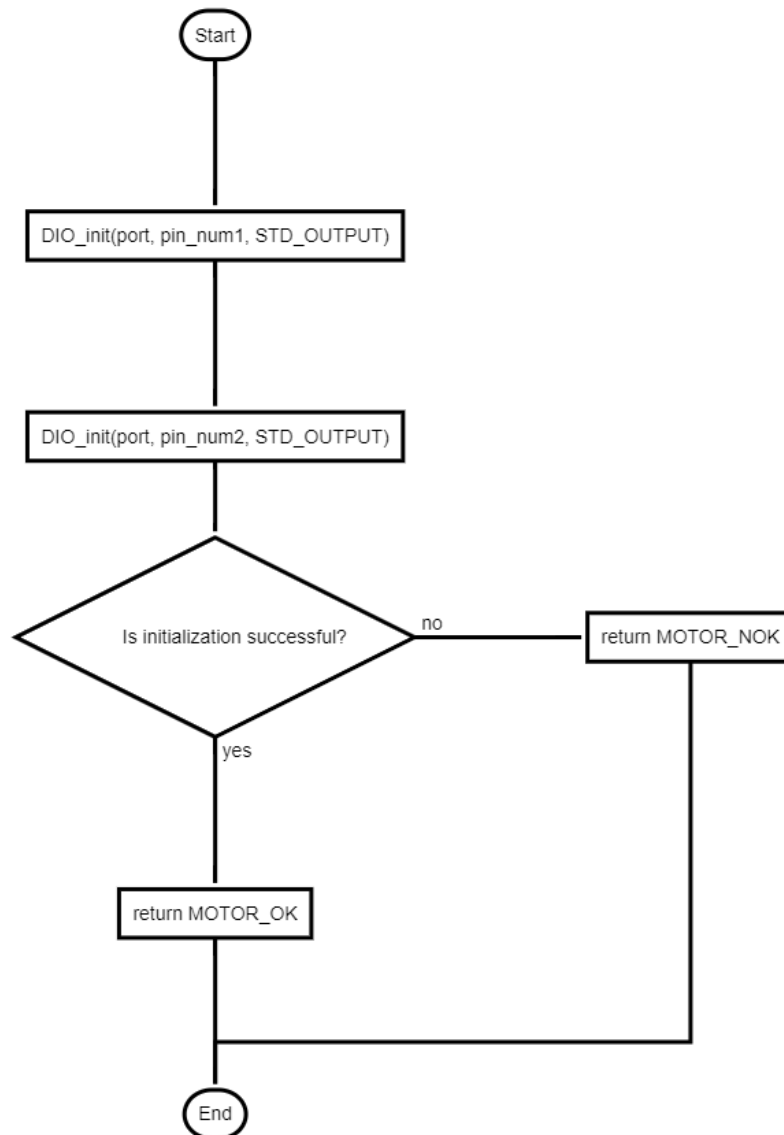 Start
DIO_init(port, pin_num1, STD_OUTPUT)
DIO_init(port, pin_num2, STD_OUTPUT)
Is initialization successful?
no
return MOTOR_NOK
yes
return MOTOR_OK
End